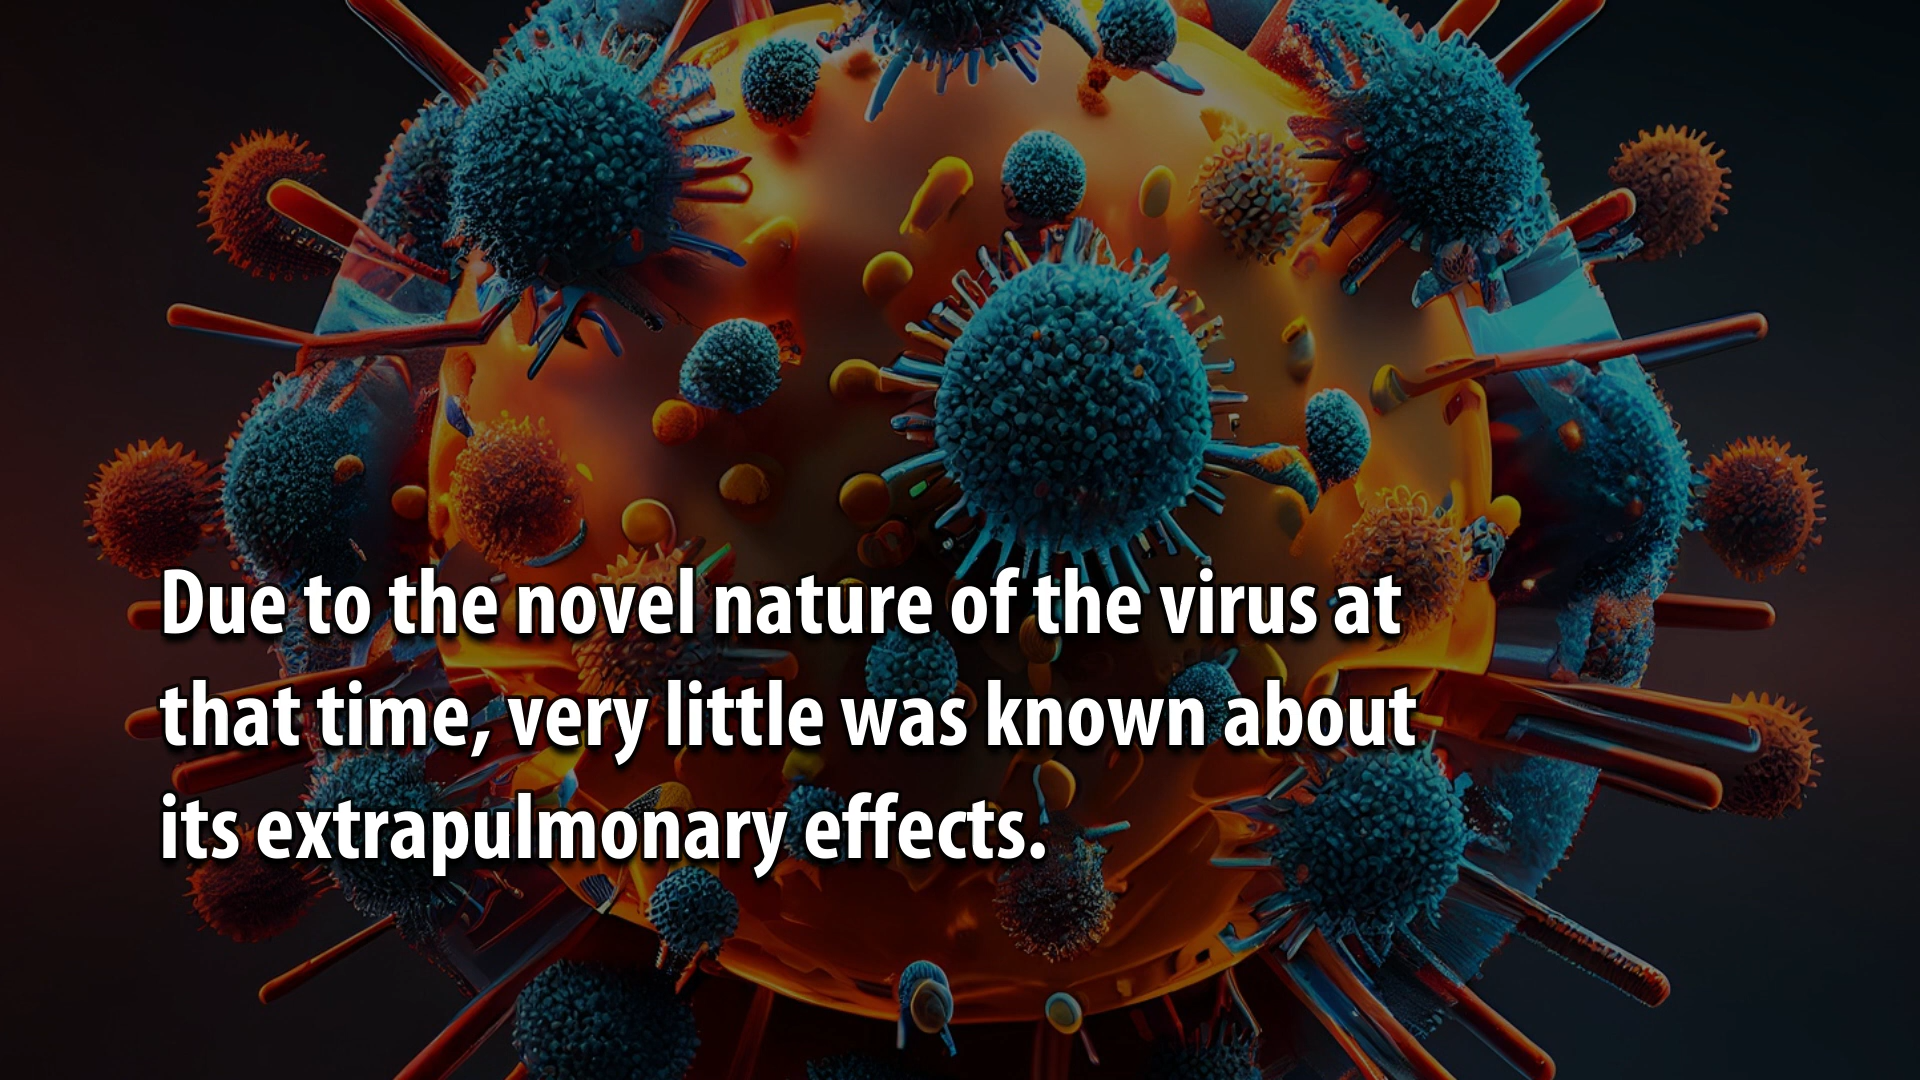 Due to the novel nature of the virus at
that time, very little was known about
its extrapulmonary effects.